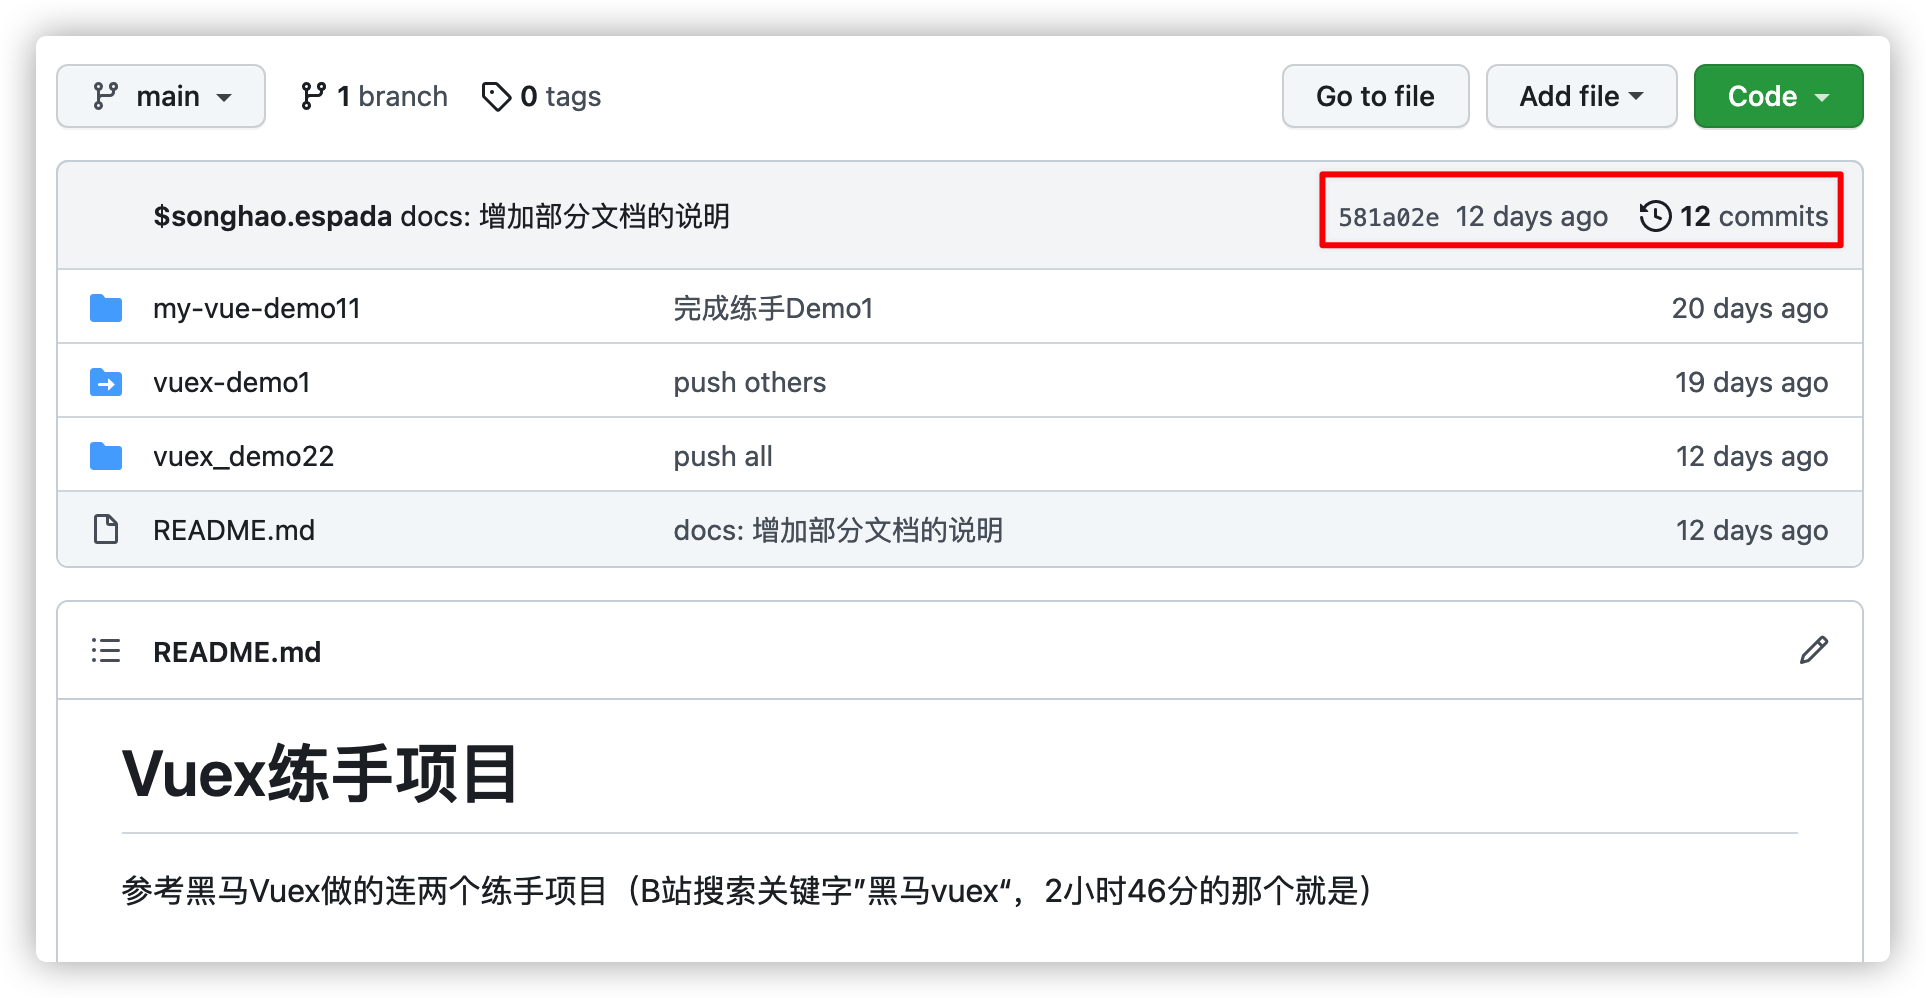 main 1 branch 0 tags Go to file Add file Code
$songhao.espada docs: 增加部分文档的说明 581a02e 12 days ago 12 commits
my-vue-demo11 完成练手Demo1 20 days ago
vuex-demo1 push others 19 days ago
vuex_demo22 push all 12 days ago
README.md docs: 增加部分文档的说明 12 days ago
README.md
Vuex练手项目
参考黑马Vuex做的连两个练手项目（B站搜索关键字”黑马vuex“，2小时46分的那个就是）